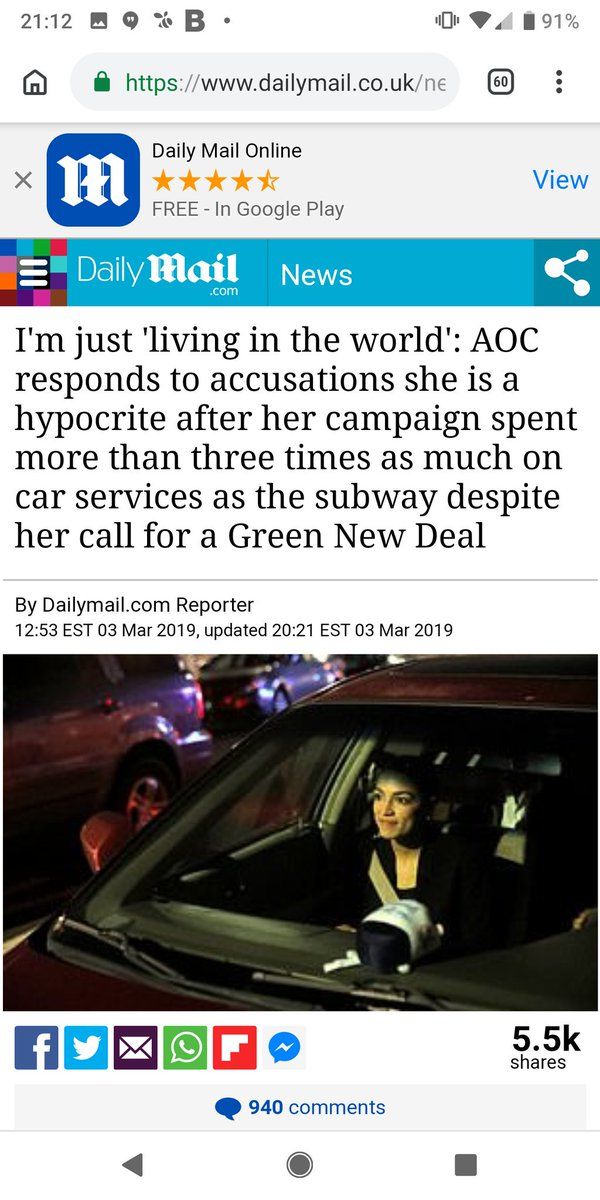 21:12
B
91%
https://www.dailymail.co.uk/ne
60
Daily Mail Online
View
FREE - In Google Play
M
Daily Mail
.com
News
I'm just 'living in the world': AOC
responds to accusations she is a
hypocrite after her campaign spent
more than three times as much on
car services as the subway despite
her call for a Green New Deal
By Dailymail.com Reporter
12:53 EST 03 Mar 2019, updated 20:21 EST 03 Mar 2019
5.5k
shares
940 comments